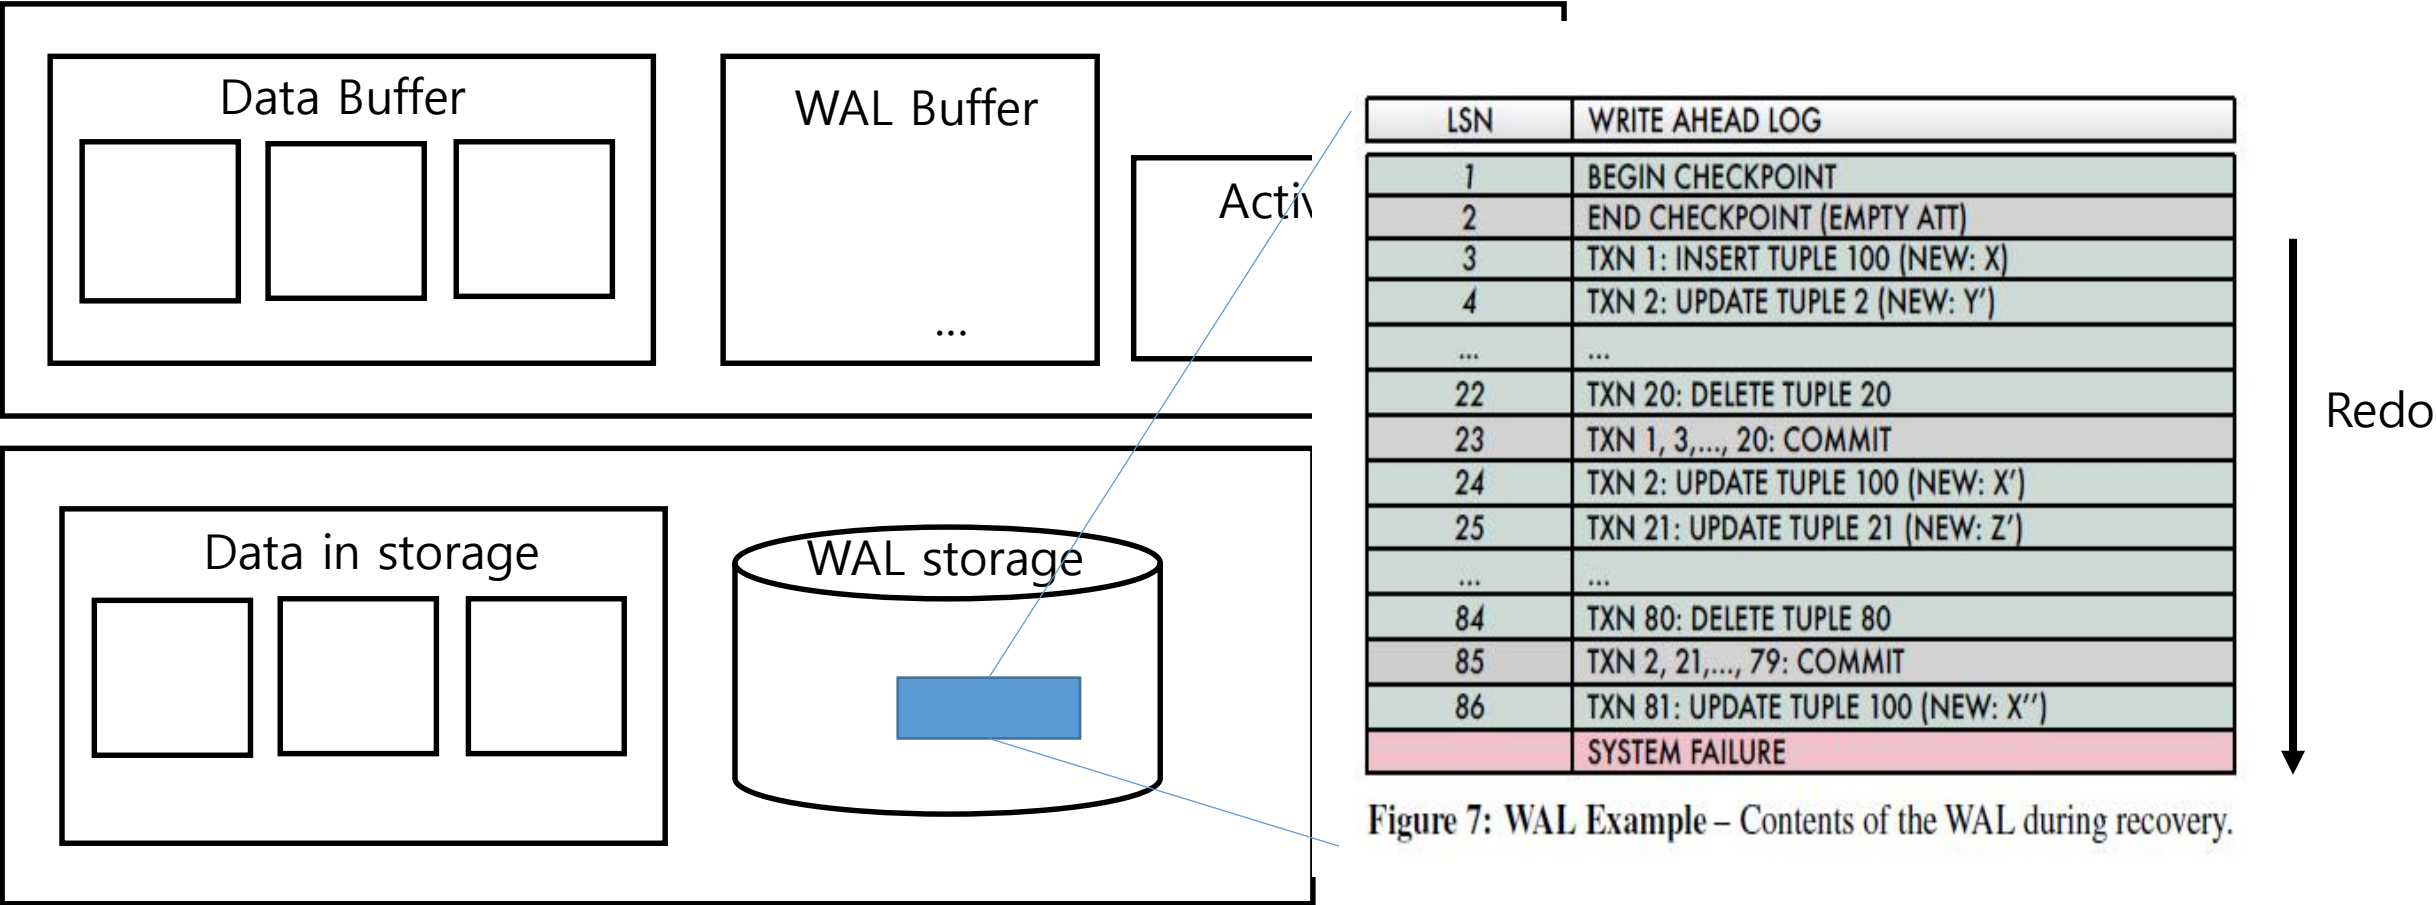 Data Buffer
WAL Buffer
...
Data in storage
WAL storage
LSN WRITE AHEAD LOG
1 BEGIN CHECKPOINT
2 END CHECKPOINT (EMPTY ATT)
3 TXN 1: INSERT TUPLE 100 (NEW: X)
4 TXN 2: UPDATE TUPLE 2 (NEW: Y')
... ...
22 TXN 20: DELETE TUPLE 20
23 TXN 1, 3,..., 20: COMMIT
24 TXN 2: UPDATE TUPLE 100 (NEW: X')
25 TXN 21: UPDATE TUPLE 21 (NEW: Z')
... ...
84 TXN 80: DELETE TUPLE 80
85 TXN 2, 21,..., 79: COMMIT
86 TXN 81: UPDATE TUPLE 100 (NEW: X'')
SYSTEM FAILURE
Redo
Figure 7: WAL Example – Contents of the WAL during recovery.